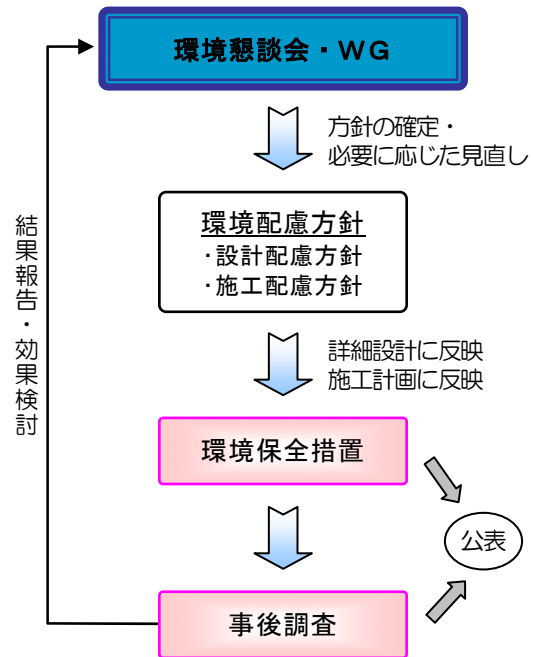 環境懇談会・WG
方針の確定・
必要に応じた見直し
環境配慮方針
・設計配慮方針
・施工配慮方針
結果報告・効果検討
詳細設計に反映
施工計画に反映
環境保全措置
公表
事後調査